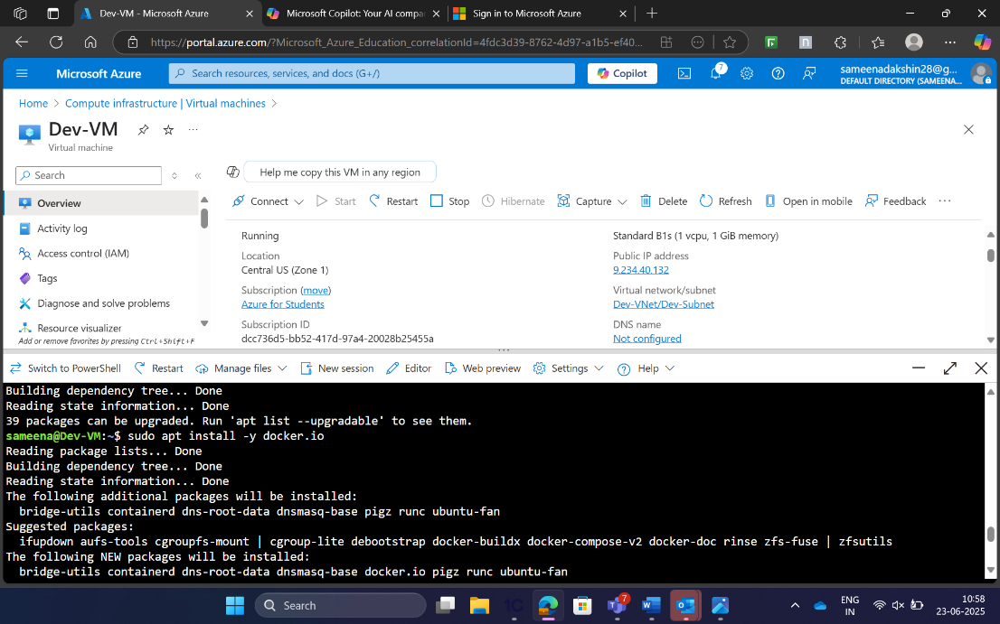 Dev-VM - Microsoft Azure
Microsoft Copilot: Your AI compa
Sign in to Microsoft Azure
https://portal.azure.com/?Microsoft_Azure_Education_correlationId=4fdc3d39-8762-4d97-a1b5-ef40...
Microsoft Azure
Search resources, services, and docs (G+/)
Copilot
7
sameenadakshin28@g...
DEFAULT DIRECTORY (SAMEENA...
Home > Compute infrastructure | Virtual machines >
Dev-VM
Virtual machine
Search
Help me copy this VM in any region
Connect
Start
Restart
Stop
Hibernate
Capture
Delete
Refresh
Open in mobile
Feedback
Overview
Activity log
Access control (IAM)
Tags
Diagnose and solve problems
Resource visualizer
Add or remove favorites by pressing Ctrl+Shift+F
Running
Location
Central US (Zone 1)
Subscription (move)
Azure for Students
Subscription ID
dcc736d5-bb52-417d-97a4-20028b25455a
Standard B1s (1 vcpu, 1 GiB memory)
Public IP address
9.234.40.132
Virtual network/subnet
Dev-VNet/Dev-Subnet
DNS name
Not configured
Switch to PowerShell
Restart
Manage files
New session
Editor
Web preview
Settings
Help
Building dependency tree... Done
Reading state information... Done
39 packages can be upgraded. Run 'apt list --upgradable' to see them.
sameena@Dev-VM:~$ sudo apt install -y docker.io
Reading package lists... Done
Building dependency tree... Done
Reading state information... Done
The following additional packages will be installed:
bridge-utils containerd dns-root-data dnsmasq-base pigz runc ubuntu-fan
Suggested packages:
ifupdown aufs-tools cgroupfs-mount | cgroup-lite debootstrap docker-buildx docker-compose-v2 docker-doc rinse zfs-fuse | zfsutils
The following NEW packages will be installed:
bridge-utils containerd dns-root-data dnsmasq-base docker.io pigz runc ubuntu-fan
Search
7
ENG
IN
10:58
23-06-2025